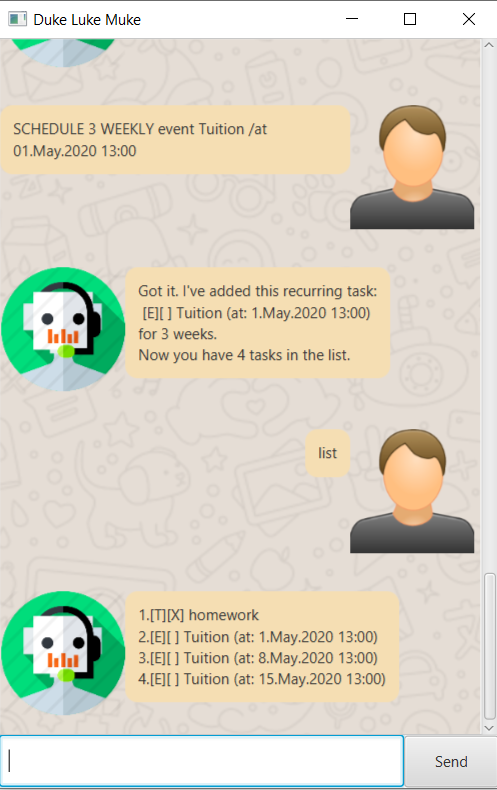 Duke Luke Muke
SCHEDULE 3 WEEKLY event Tuition /at
01.May.2020 13:00
Got it. I've added this recurring task:
[E][ ] Tuition (at: 1.May.2020 13:00)
for 3 weeks.
Now you have 4 tasks in the list.
list
1.[T][X] homework
2.[E][ ] Tuition (at: 1.May.2020 13:00)
3.[E][ ] Tuition (at: 8.May.2020 13:00)
4.[E][ ] Tuition (at: 15.May.2020 13:00)
Send